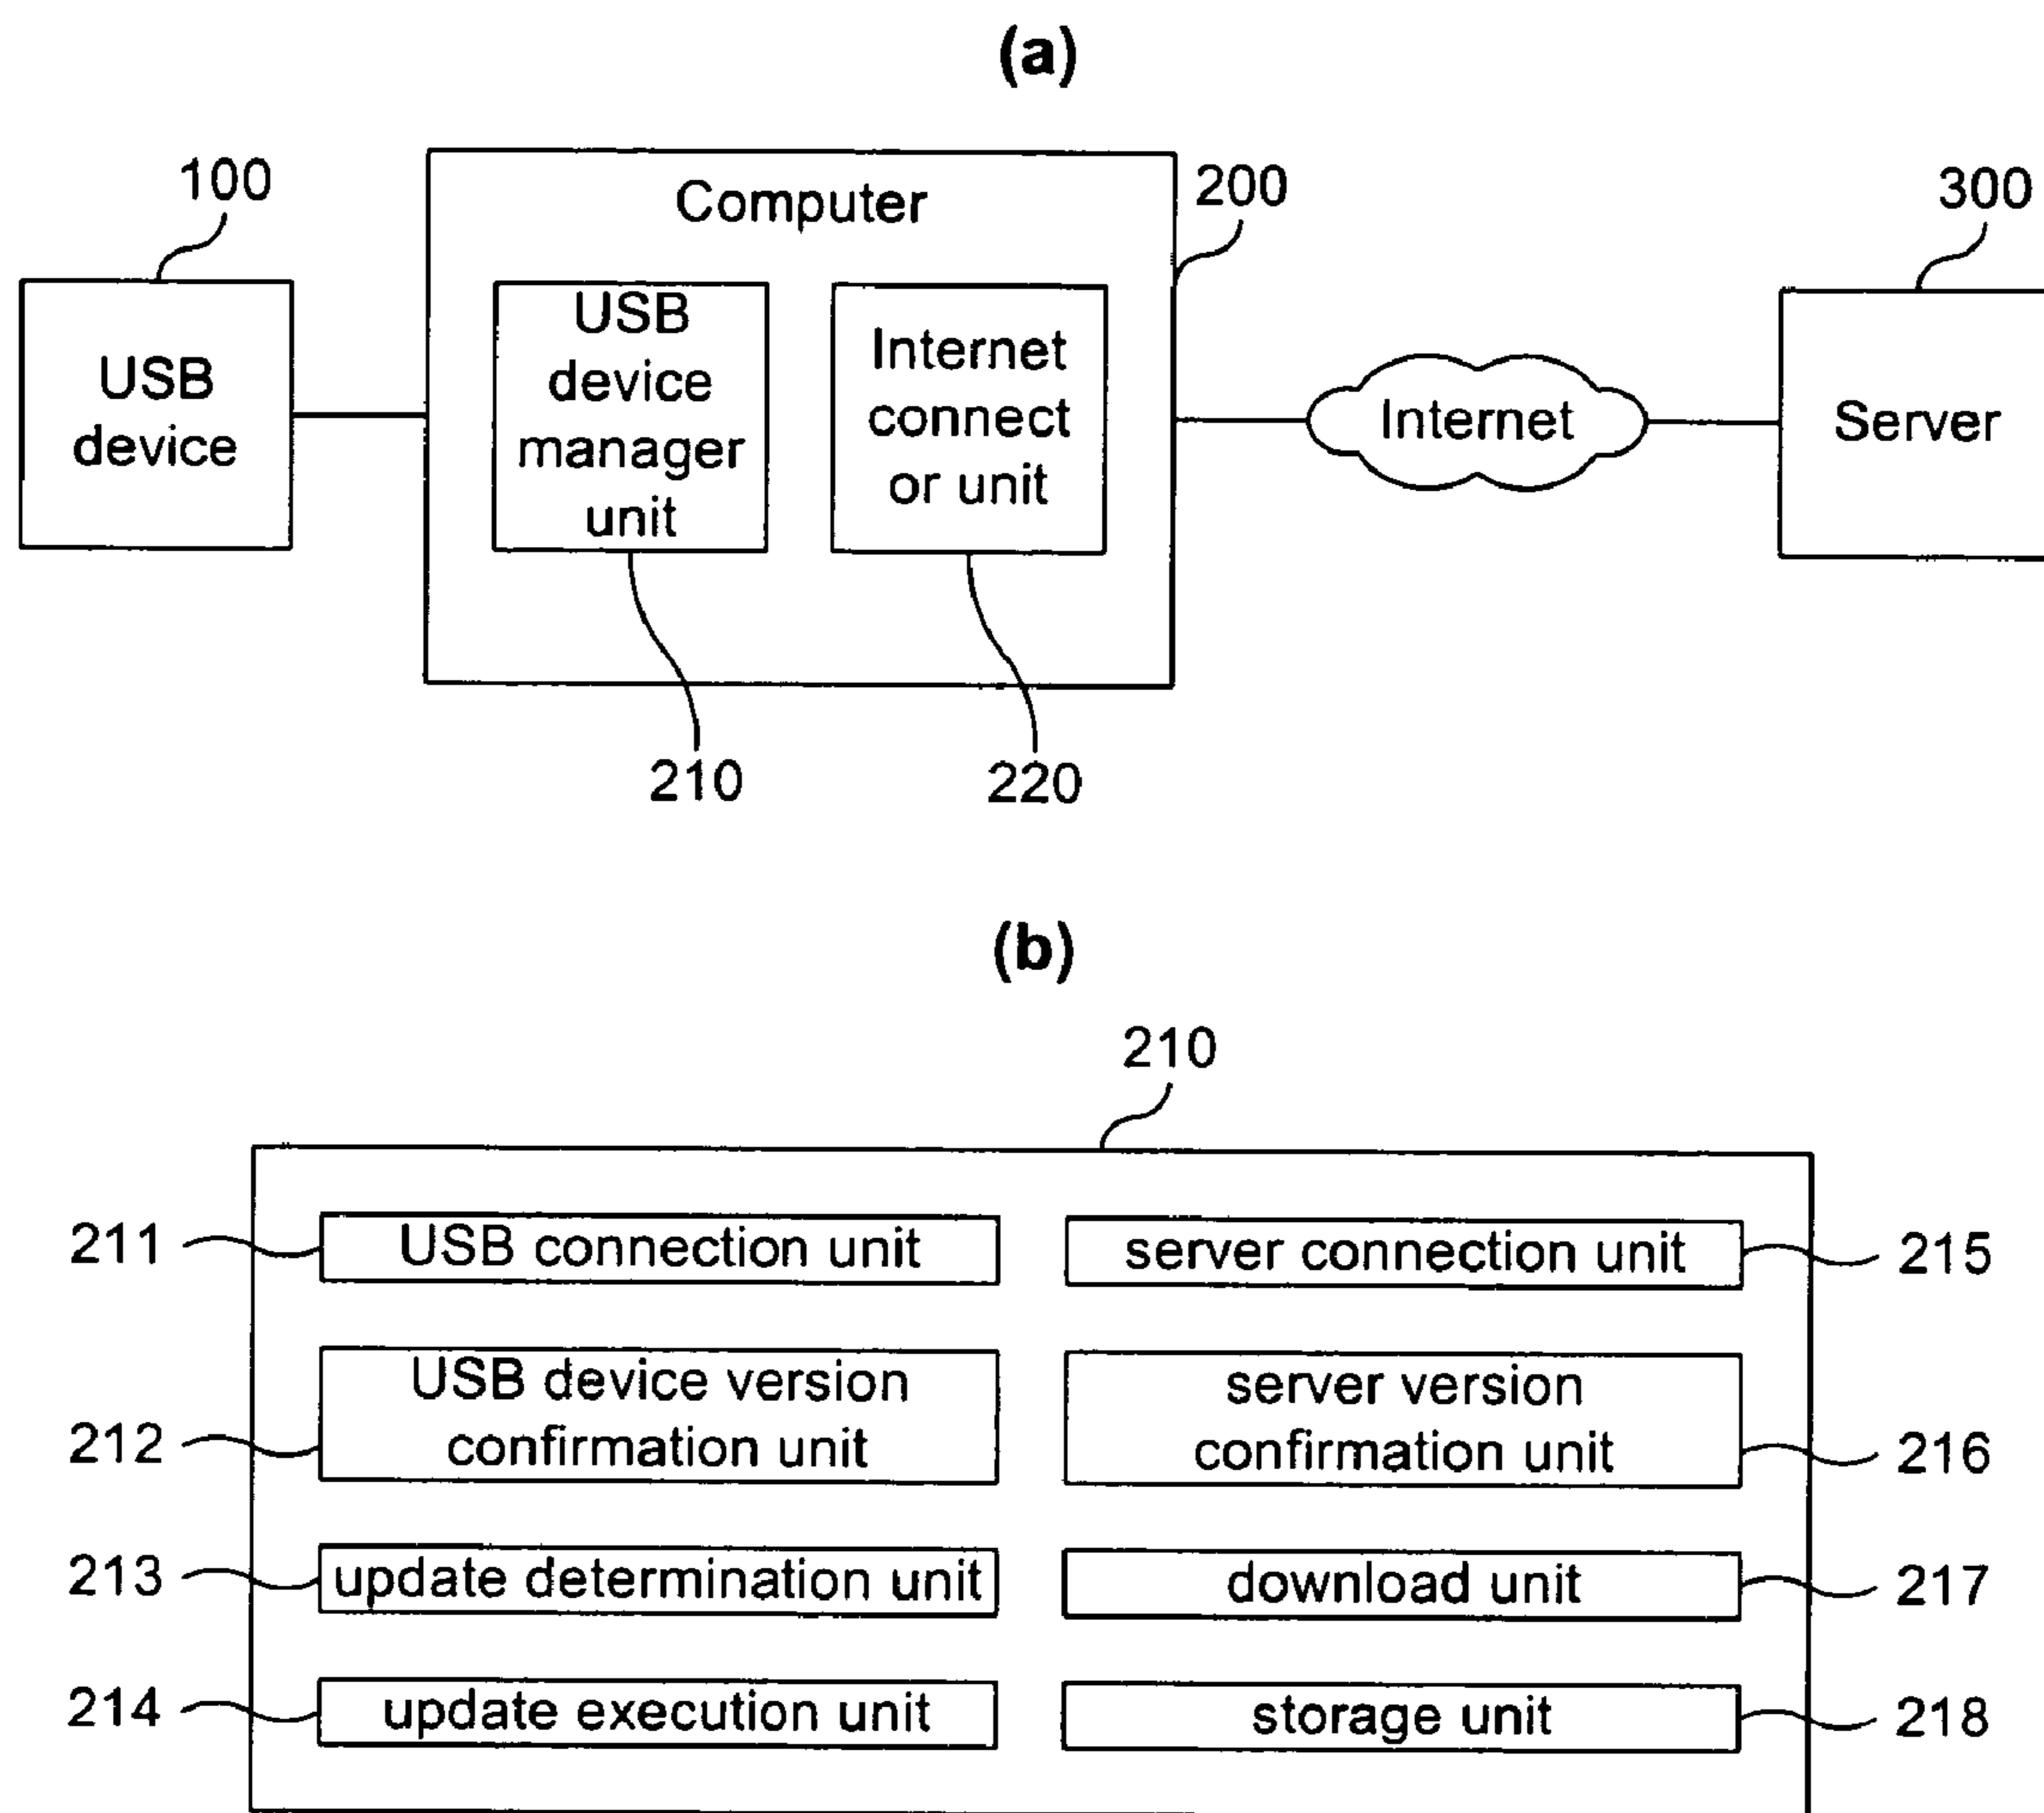 (a)
100
Computer
200
300
USB
device
USB
device
manager
unit
Internet
connect
or unit
Internet
Server
210
220
(b)
210
211
USB connection unit
server connection unit
215
212
USB device version
confirmation unit
server version
confirmation unit
216
213
update determination unit
download unit
217
214
update execution unit
storage unit
218